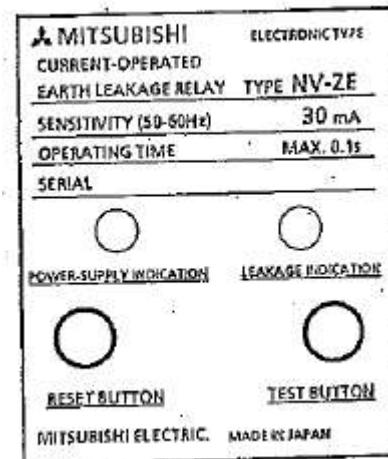 MITSUBISHI ELECTRONIC TYPE
CURRENT-OPERATED
EARTH LEAKAGE RELAY TYPE NV-ZE
SENSITIVITY (50-60Hz) 30 mA
OPERATING TIME MAX. 0.1s
SERIAL
POWER-SUPPLY INDICATION LEAKAGE INDICATION
RESET BUTTON TEST BUTTON
MITSUBISHI ELECTRIC. MADE IN JAPAN